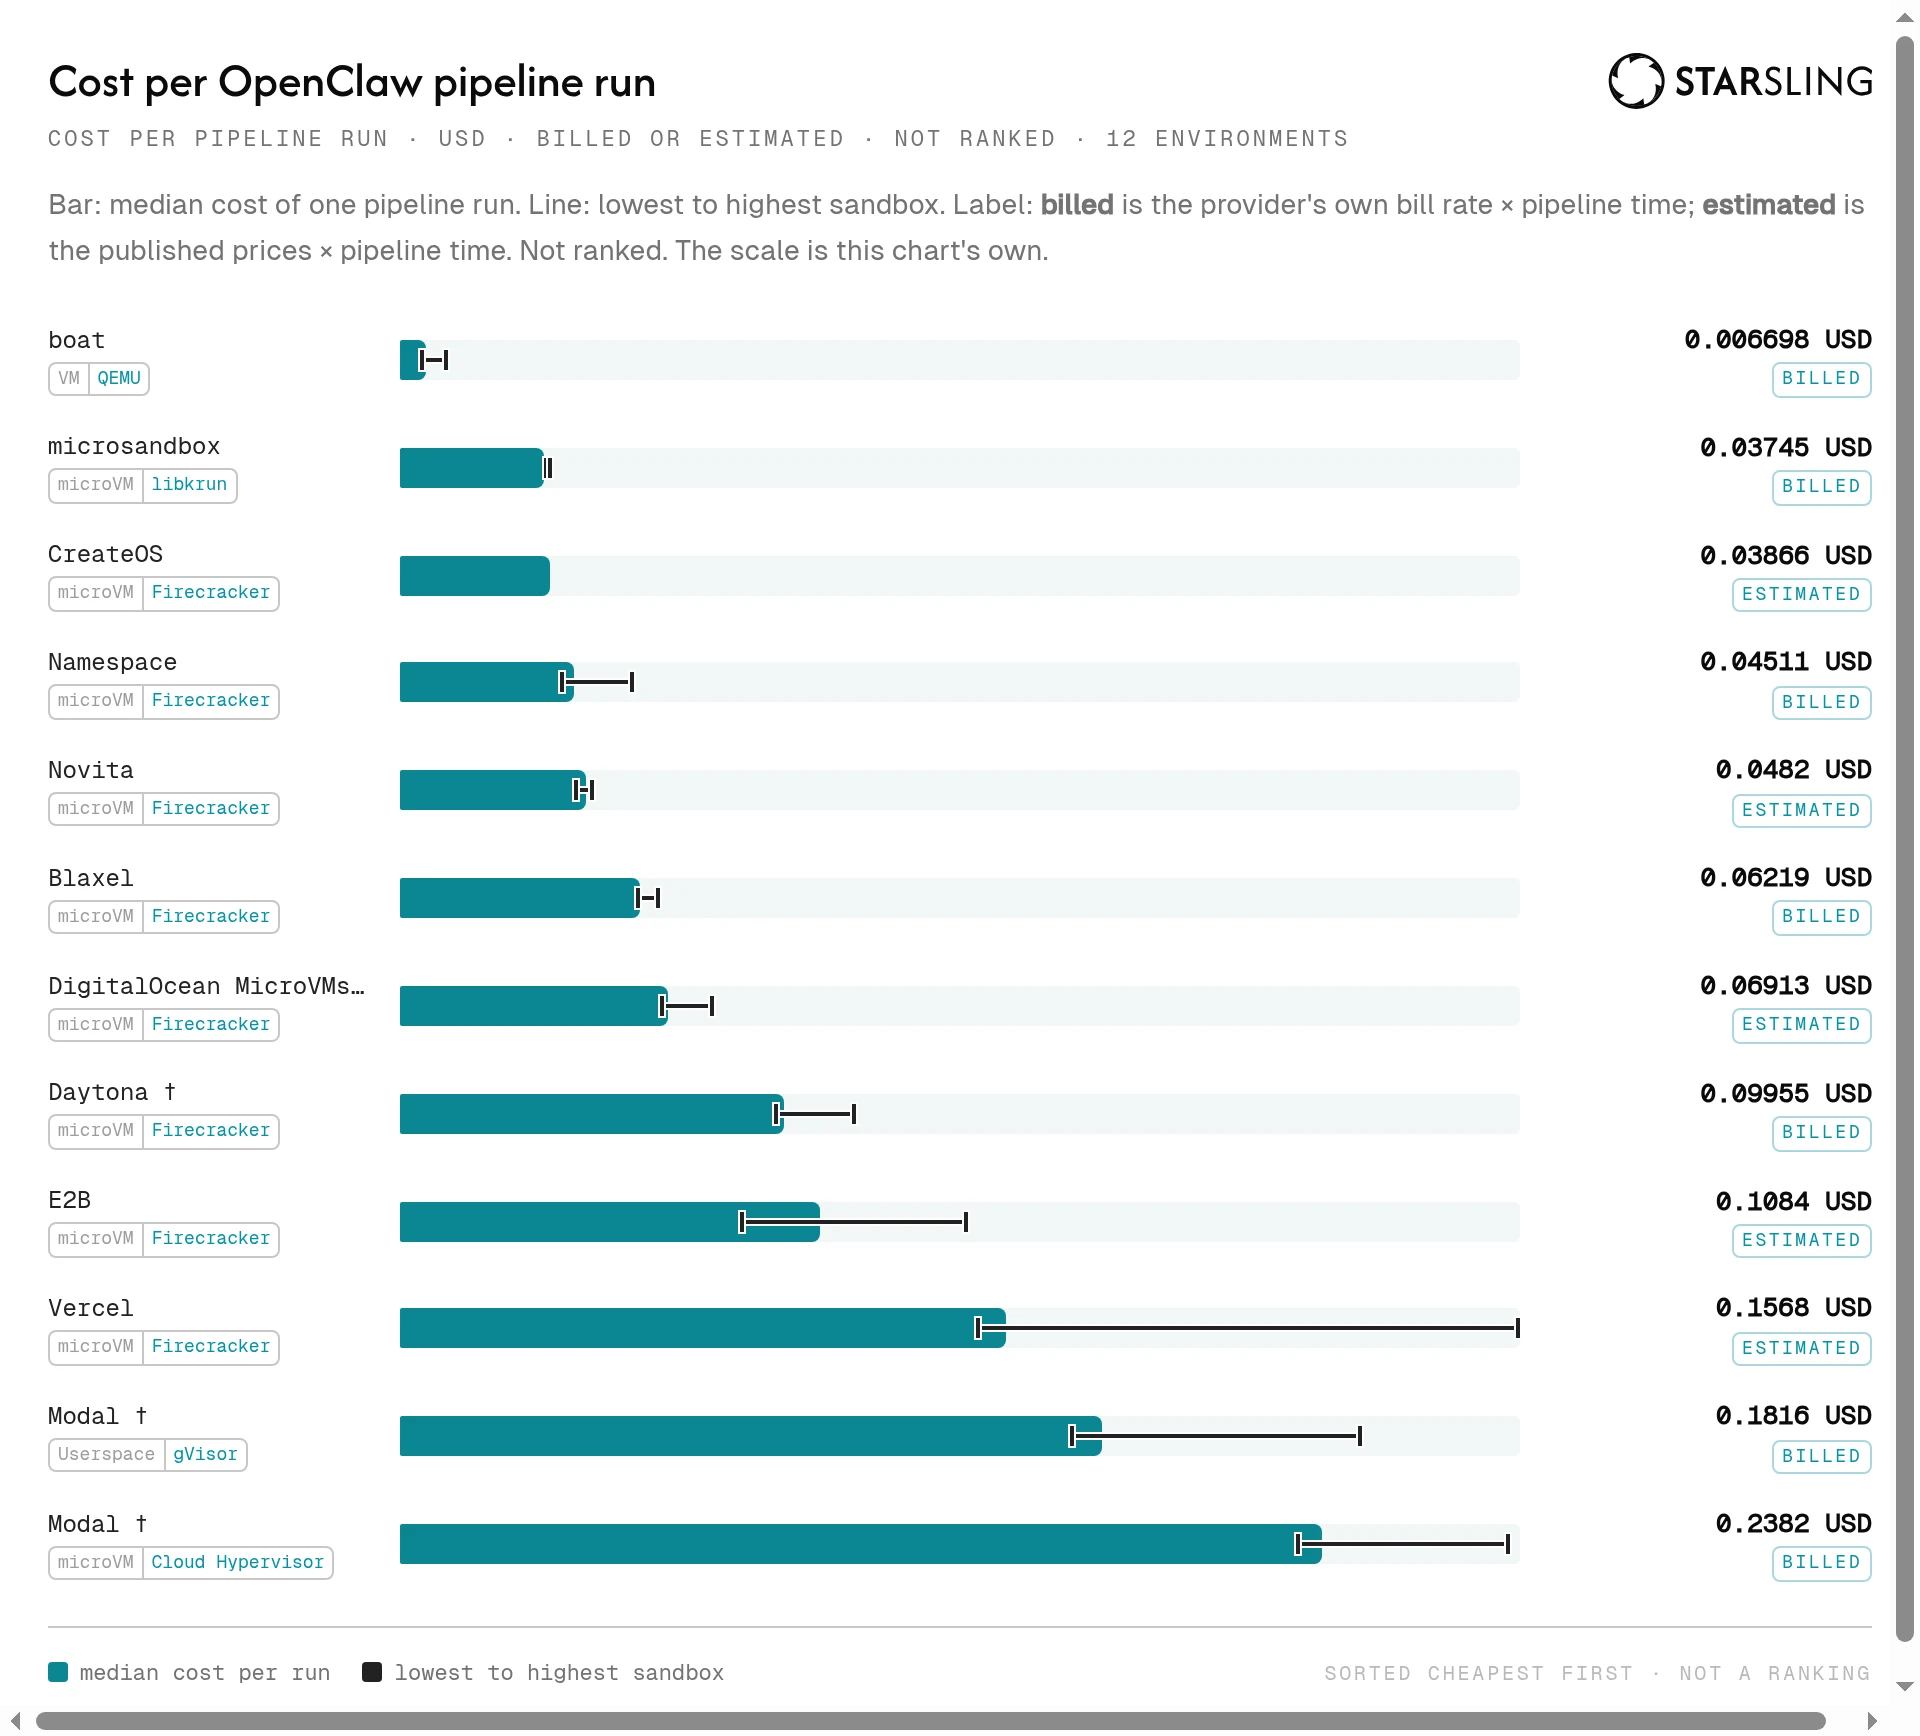 Cost per OpenClaw pipeline run
STARSLING
COST PER PIPELINE RUN · USD · BILLED OR ESTIMATED · NOT RANKED · 12 ENVIRONMENTS
Bar: median cost of one pipeline run. Line: lowest to highest sandbox. Label: billed is the provider's own bill rate × pipeline time; estimated is
the published prices × pipeline time. Not ranked. The scale is this chart's own.
boat
0.006698 USD
VM QEMU
BILLED
microsandbox
0.03745 USD
microVM libkrun
BILLED
CreateOS
0.03866 USD
microVM Firecracker
ESTIMATED
Namespace
0.04511 USD
microVM Firecracker
BILLED
Novita
0.0482 USD
microVM Firecracker
ESTIMATED
Blaxel
0.06219 USD
microVM Firecracker
BILLED
DigitalOcean MicroVMs…
0.06913 USD
microVM Firecracker
ESTIMATED
Daytona †
0.09955 USD
microVM Firecracker
BILLED
E2B
0.1084 USD
microVM Firecracker
ESTIMATED
Vercel
0.1568 USD
microVM Firecracker
ESTIMATED
Modal †
0.1816 USD
Userspace gVisor
BILLED
Modal †
0.2382 USD
microVM Cloud Hypervisor
BILLED
median cost per run
lowest to highest sandbox
SORTED CHEAPEST FIRST · NOT A RANKING